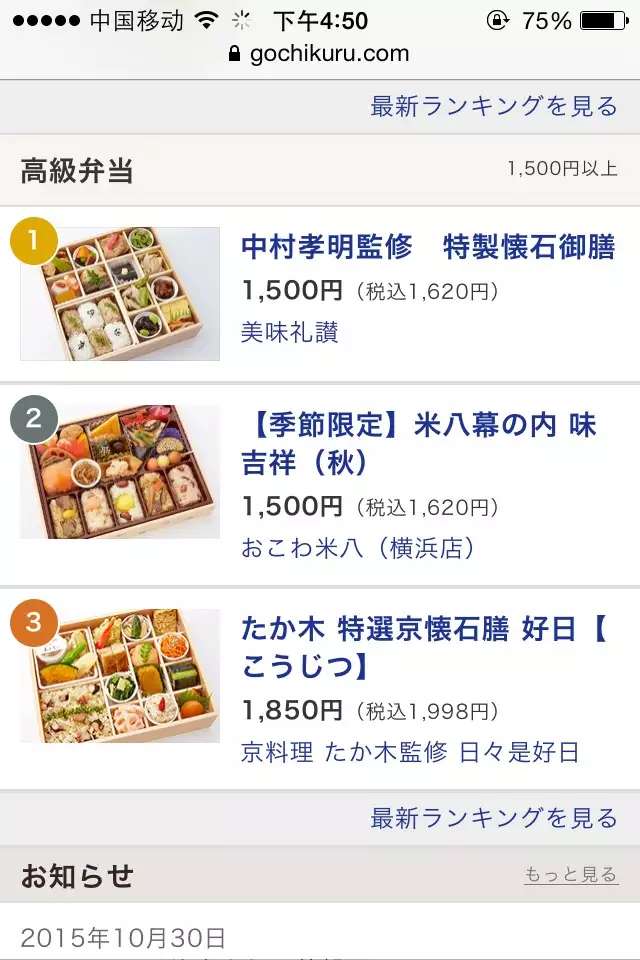 中国移动 下午4:50 75%
gochikuru.com
最新ランキングを見る
高級弁当 1,500円以上
1
中村孝明監修　特製懐石御膳
1,500円（税込1,620円）
美味礼讃
2
【季節限定】米八幕の内 味
吉祥（秋）
1,500円（税込1,620円）
おこわ米八（横浜店）
3
たか木 特選京懐石膳 好日【
こうじつ】
1,850円（税込1,998円）
京料理 たか木監修 日々是好日
最新ランキングを見る
お知らせ もっと見る
2015年10月30日